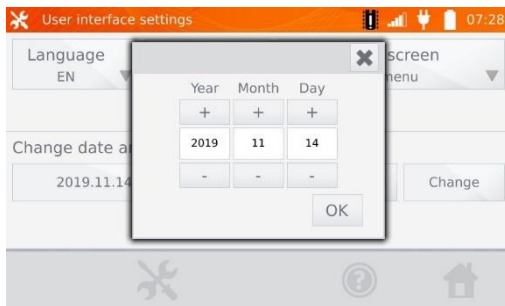 User interface settings 07:28
Language screen
EN menu
Year Month Day
+ + +
2019 11 14
- - -
Change date a
2019.11.14 Change
OK
?